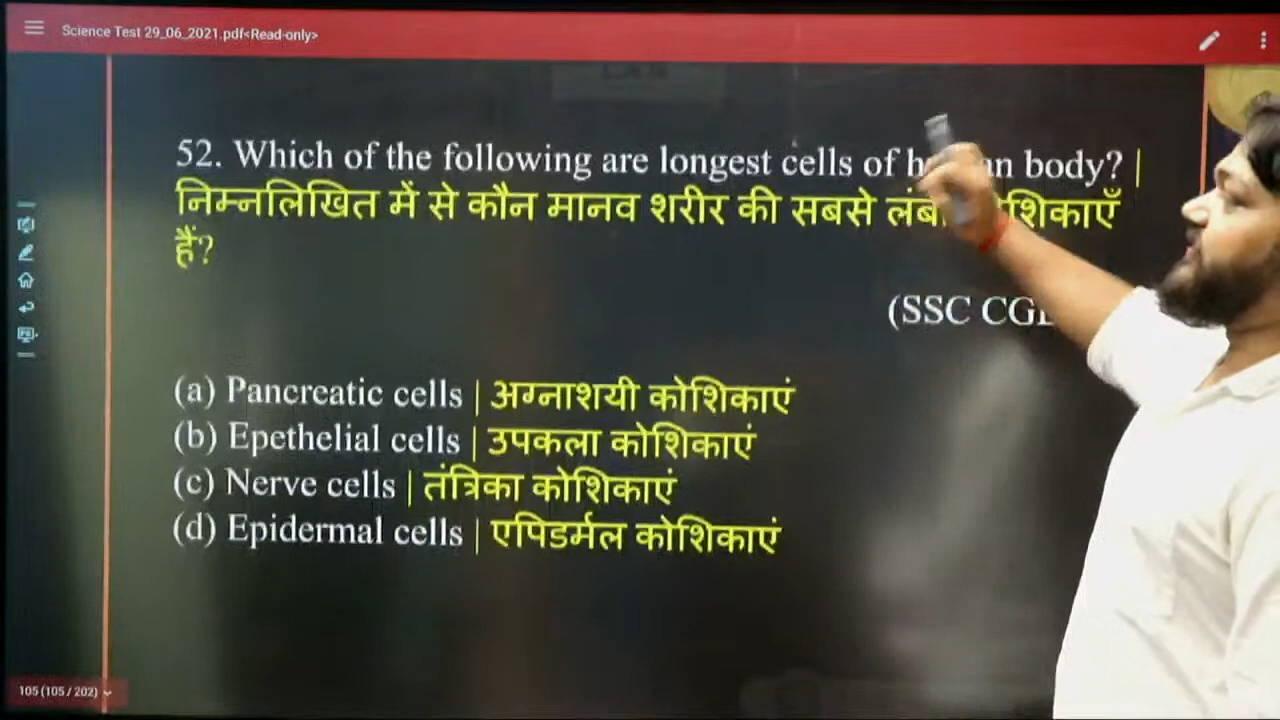 Science Test 29_06_2021.pdf<Read-only>
52. Which of the following are longest cells of body? |
निम्नलिखित में से कौन मानव शरीर की सबसे
हैं?
(SSC
(a) Pancreatic cells | अग्नाशयी कोशिकाएं
(b) Epethelial cells | उपकला कोशिकाएं
(c) Nerve cells | तंत्रिका कोशिकाएं
(d) Epidermal cells | एपिडर्मल कोशिकाएं
105 (105 / 202)